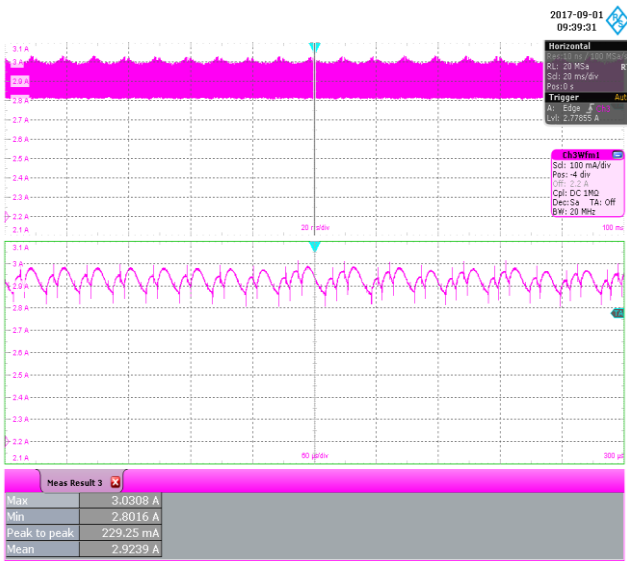 2017-09-01
09:39:31
Horizontal
RL: 20 MSa
Scl: 20 ms/div
Pos:0 s
Trigger Aut
A: Edge
Lvl: 2.77855 A
Ch3Wfm1
Scl: 100 mA/div
Pos: -4 div
Off: 2.2 A
Cpl: DC 1MΩ
Dec:Sa TA: Off
BW: 20 MHz
3.1 A
3 A
2.9 A
2.8 A
2.7 A
2.6 A
2.5 A
2.4 A
2.3 A
2.2 A
2.1 A
20 ms/div
100 ms
3.1 A
3 A
2.9 A
2.8 A
2.7 A
2.6 A
2.5 A
2.4 A
2.3 A
2.2 A
2.1 A
60 µs/div
300 µs
Meas Result 3
Max 3.0308 A
Min 2.8016 A
Peak to peak 229.25 mA
Mean 2.9239 A